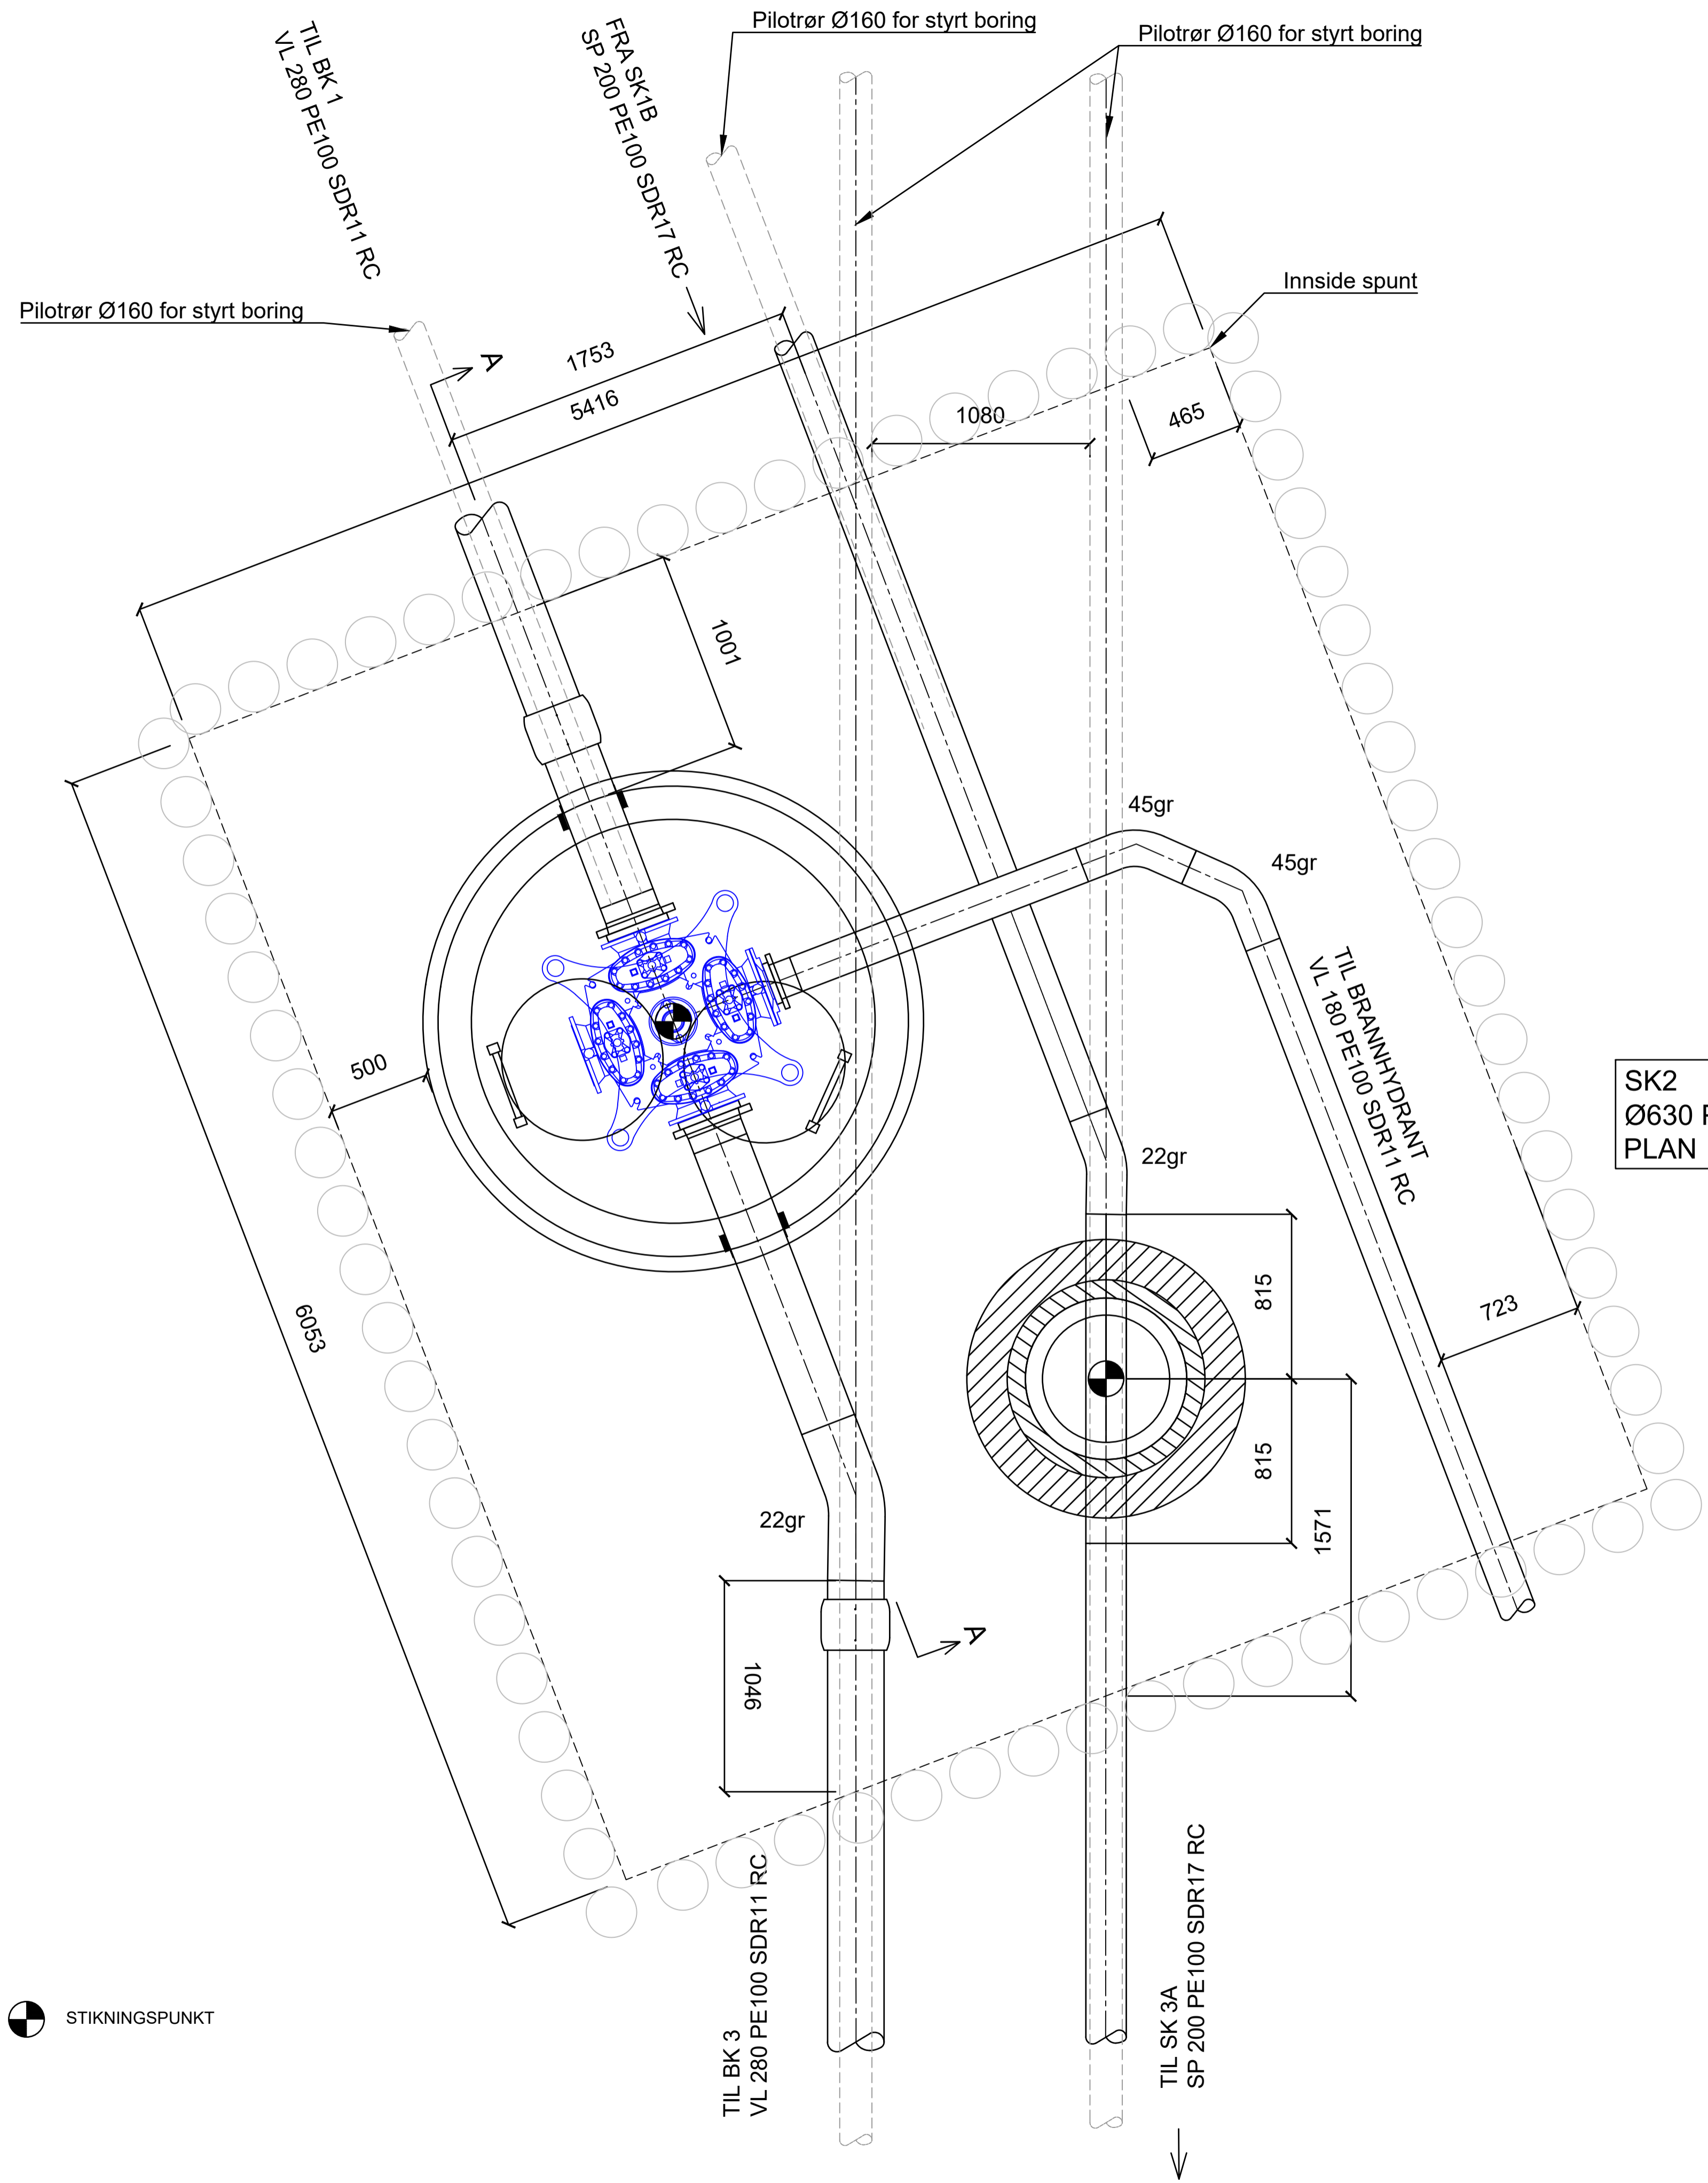 Pilotrør Ø160 for styrt boring
Pilotrør Ø160 for styrt boring
TIL BK 1
VL 280 PE100 SDR11 RC
FRA SK1B
SP 200 PE100 SDR17 RC
Innside spunt
Pilotrør Ø160 for styrt boring
A
1753
5416
1080
465
1001
45gr
45gr
TIL BRANNHYDRANT
VL 180 PE100 SDR11 RC
500
SK2
Ø630
PLAN
22gr
815
723
6053
815
1571
22gr
A
1046
TIL BK 3
VL 280 PE100 SDR11 RC
TIL SK 3A
SP 200 PE100 SDR17 RC
STIKNINGSPUNKT